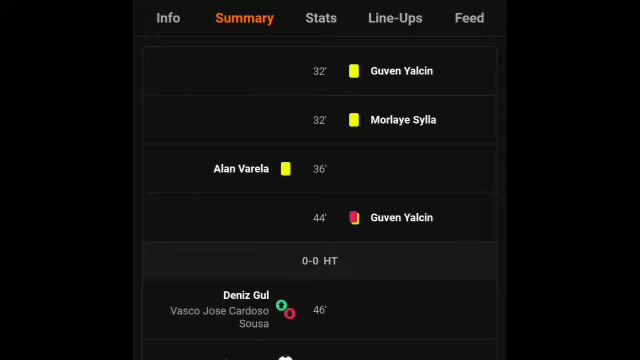 Info Summary Stats Line-Ups Feed
32' Guven Yalcin
32' Morlaye Sylla
Alan Varela 36'
44' Guven Yalcin
0-0 HT
Deniz Gul
Vasco Jose Cardoso 46'
Sousa